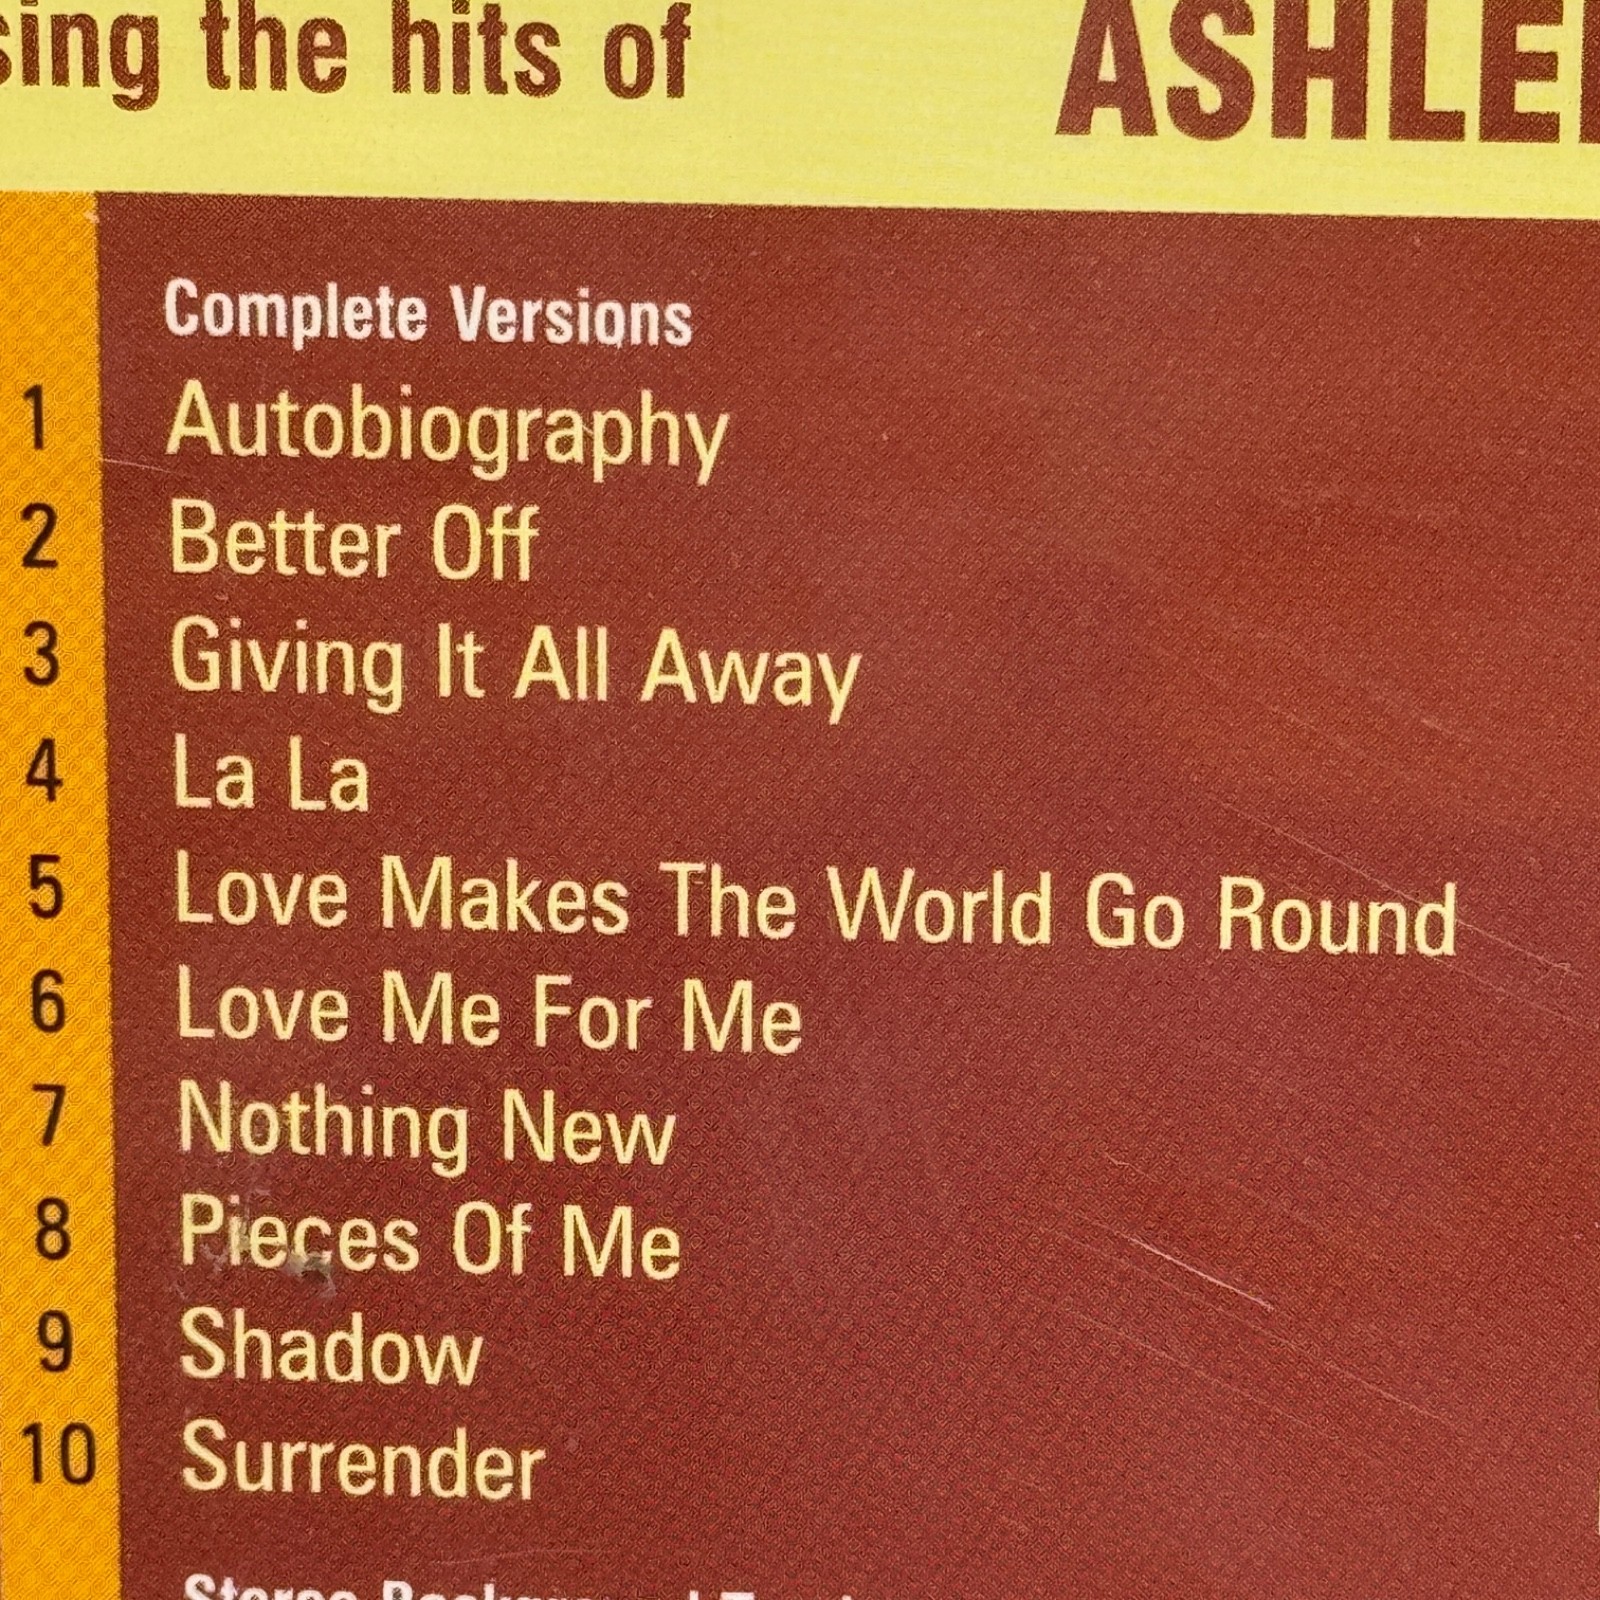 sing the hits of ASHLE
Complete Versions
1 Autobiography
2 Better Off
3 Giving It All Away
4 La La
5 Love Makes The World Go Round
6 Love Me For Me
7 Nothing New
8 Pieces Of Me
9 Shadow
10 Surrender
Stereo Background